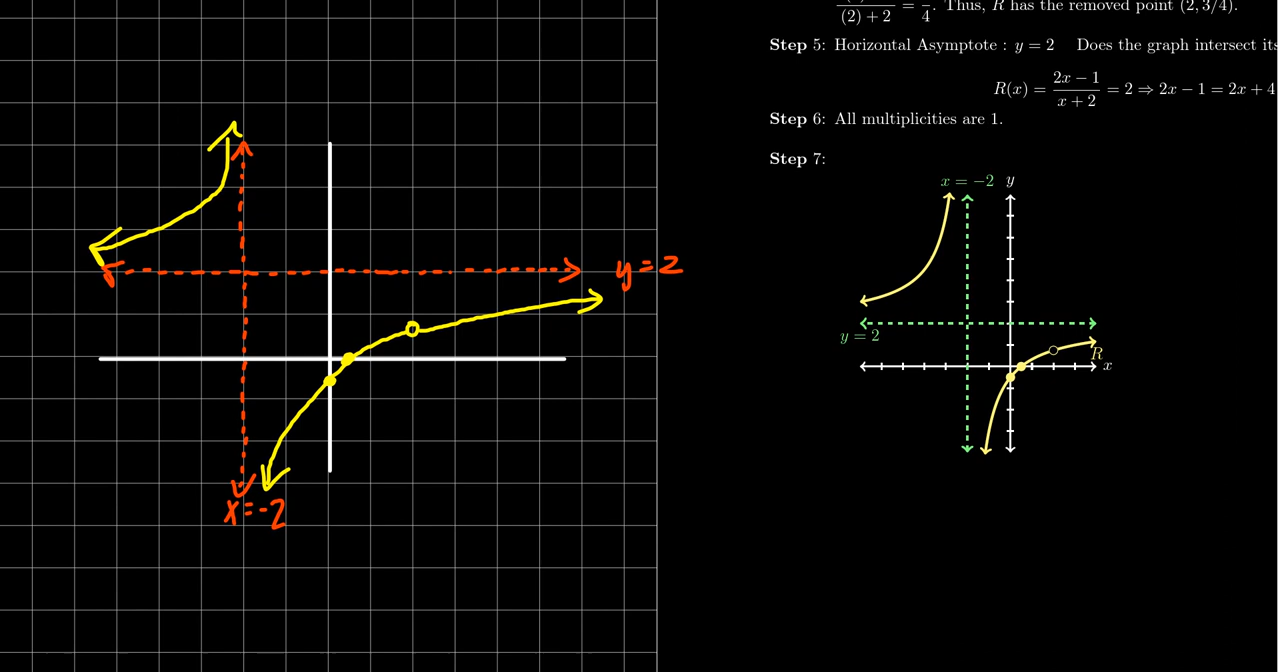 y=2
x=-2
(2) + 2 = 4. Thus, R has the removed point (2, 3/4).
Step 5: Horizontal Asymptote : y = 2 Does the graph intersect its
R(x) = \frac{2x − 1}{x + 2} = 2 ⇒ 2x − 1 = 2x + 4
Step 6: All multiplicities are 1.
Step 7:
x = −2 y
y = 2
R
x